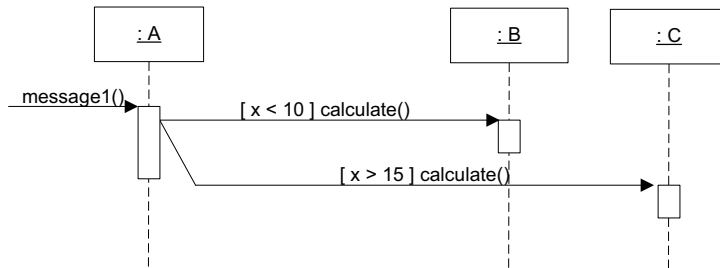 : A
: B
: C
message1()
[ x < 10 ] calculate()
[ x > 15 ] calculate()